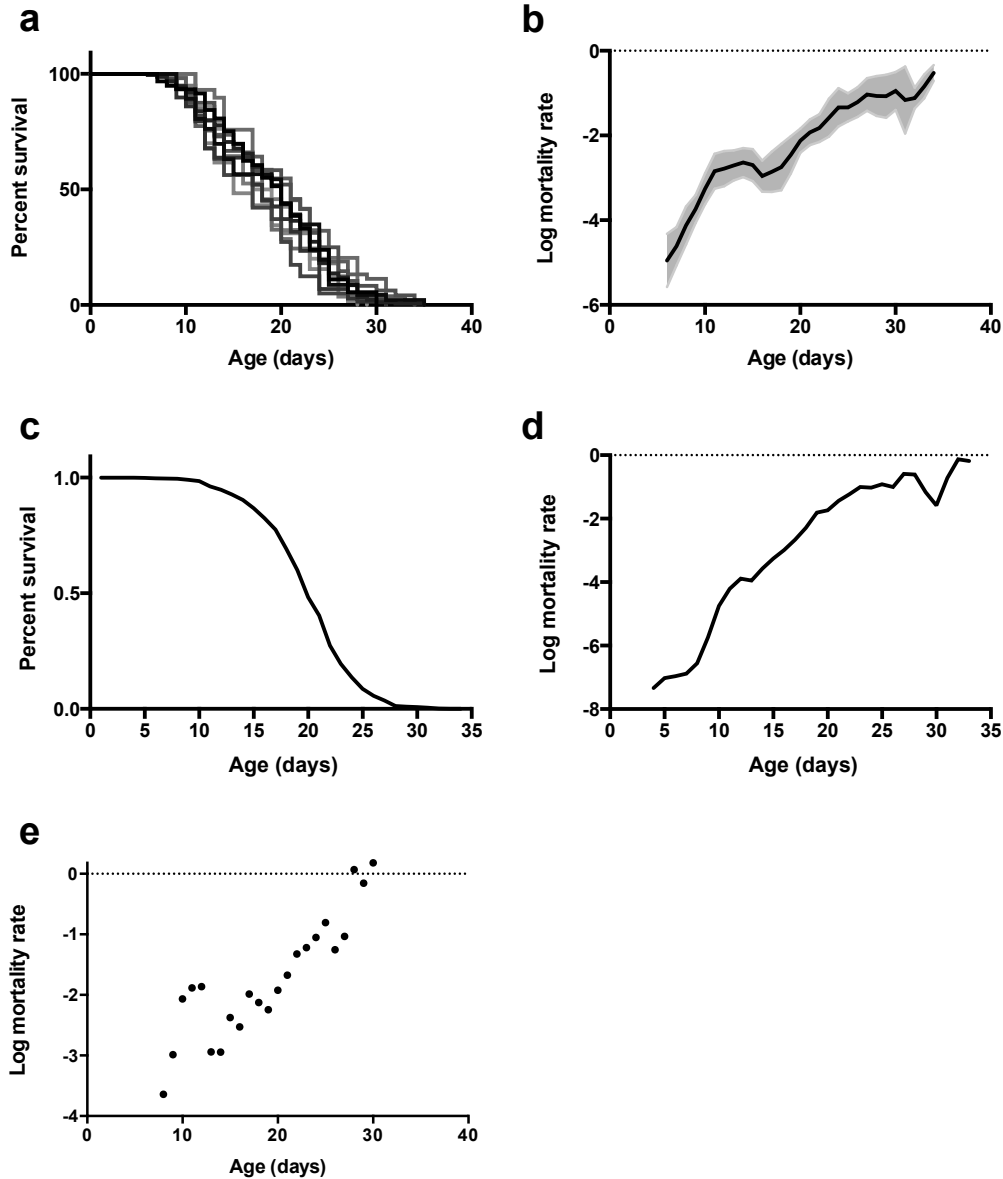 a
Percent survival
100
50
0
0 10 20 30 40
Age (days)
b
Log mortality rate
0
-2
-4
-6
0 10 20 30 40
Age (days)
c
Percent survival
1.0
0.5
0.0
0 5 10 15 20 25 30 35
Age (days)
d
Log mortality rate
0
-2
-4
-6
-8
0 5 10 15 20 25 30 35
Age (days)
e
Log mortality rate
0
-1
-2
-3
-4
0 10 20 30 40
Age (days)